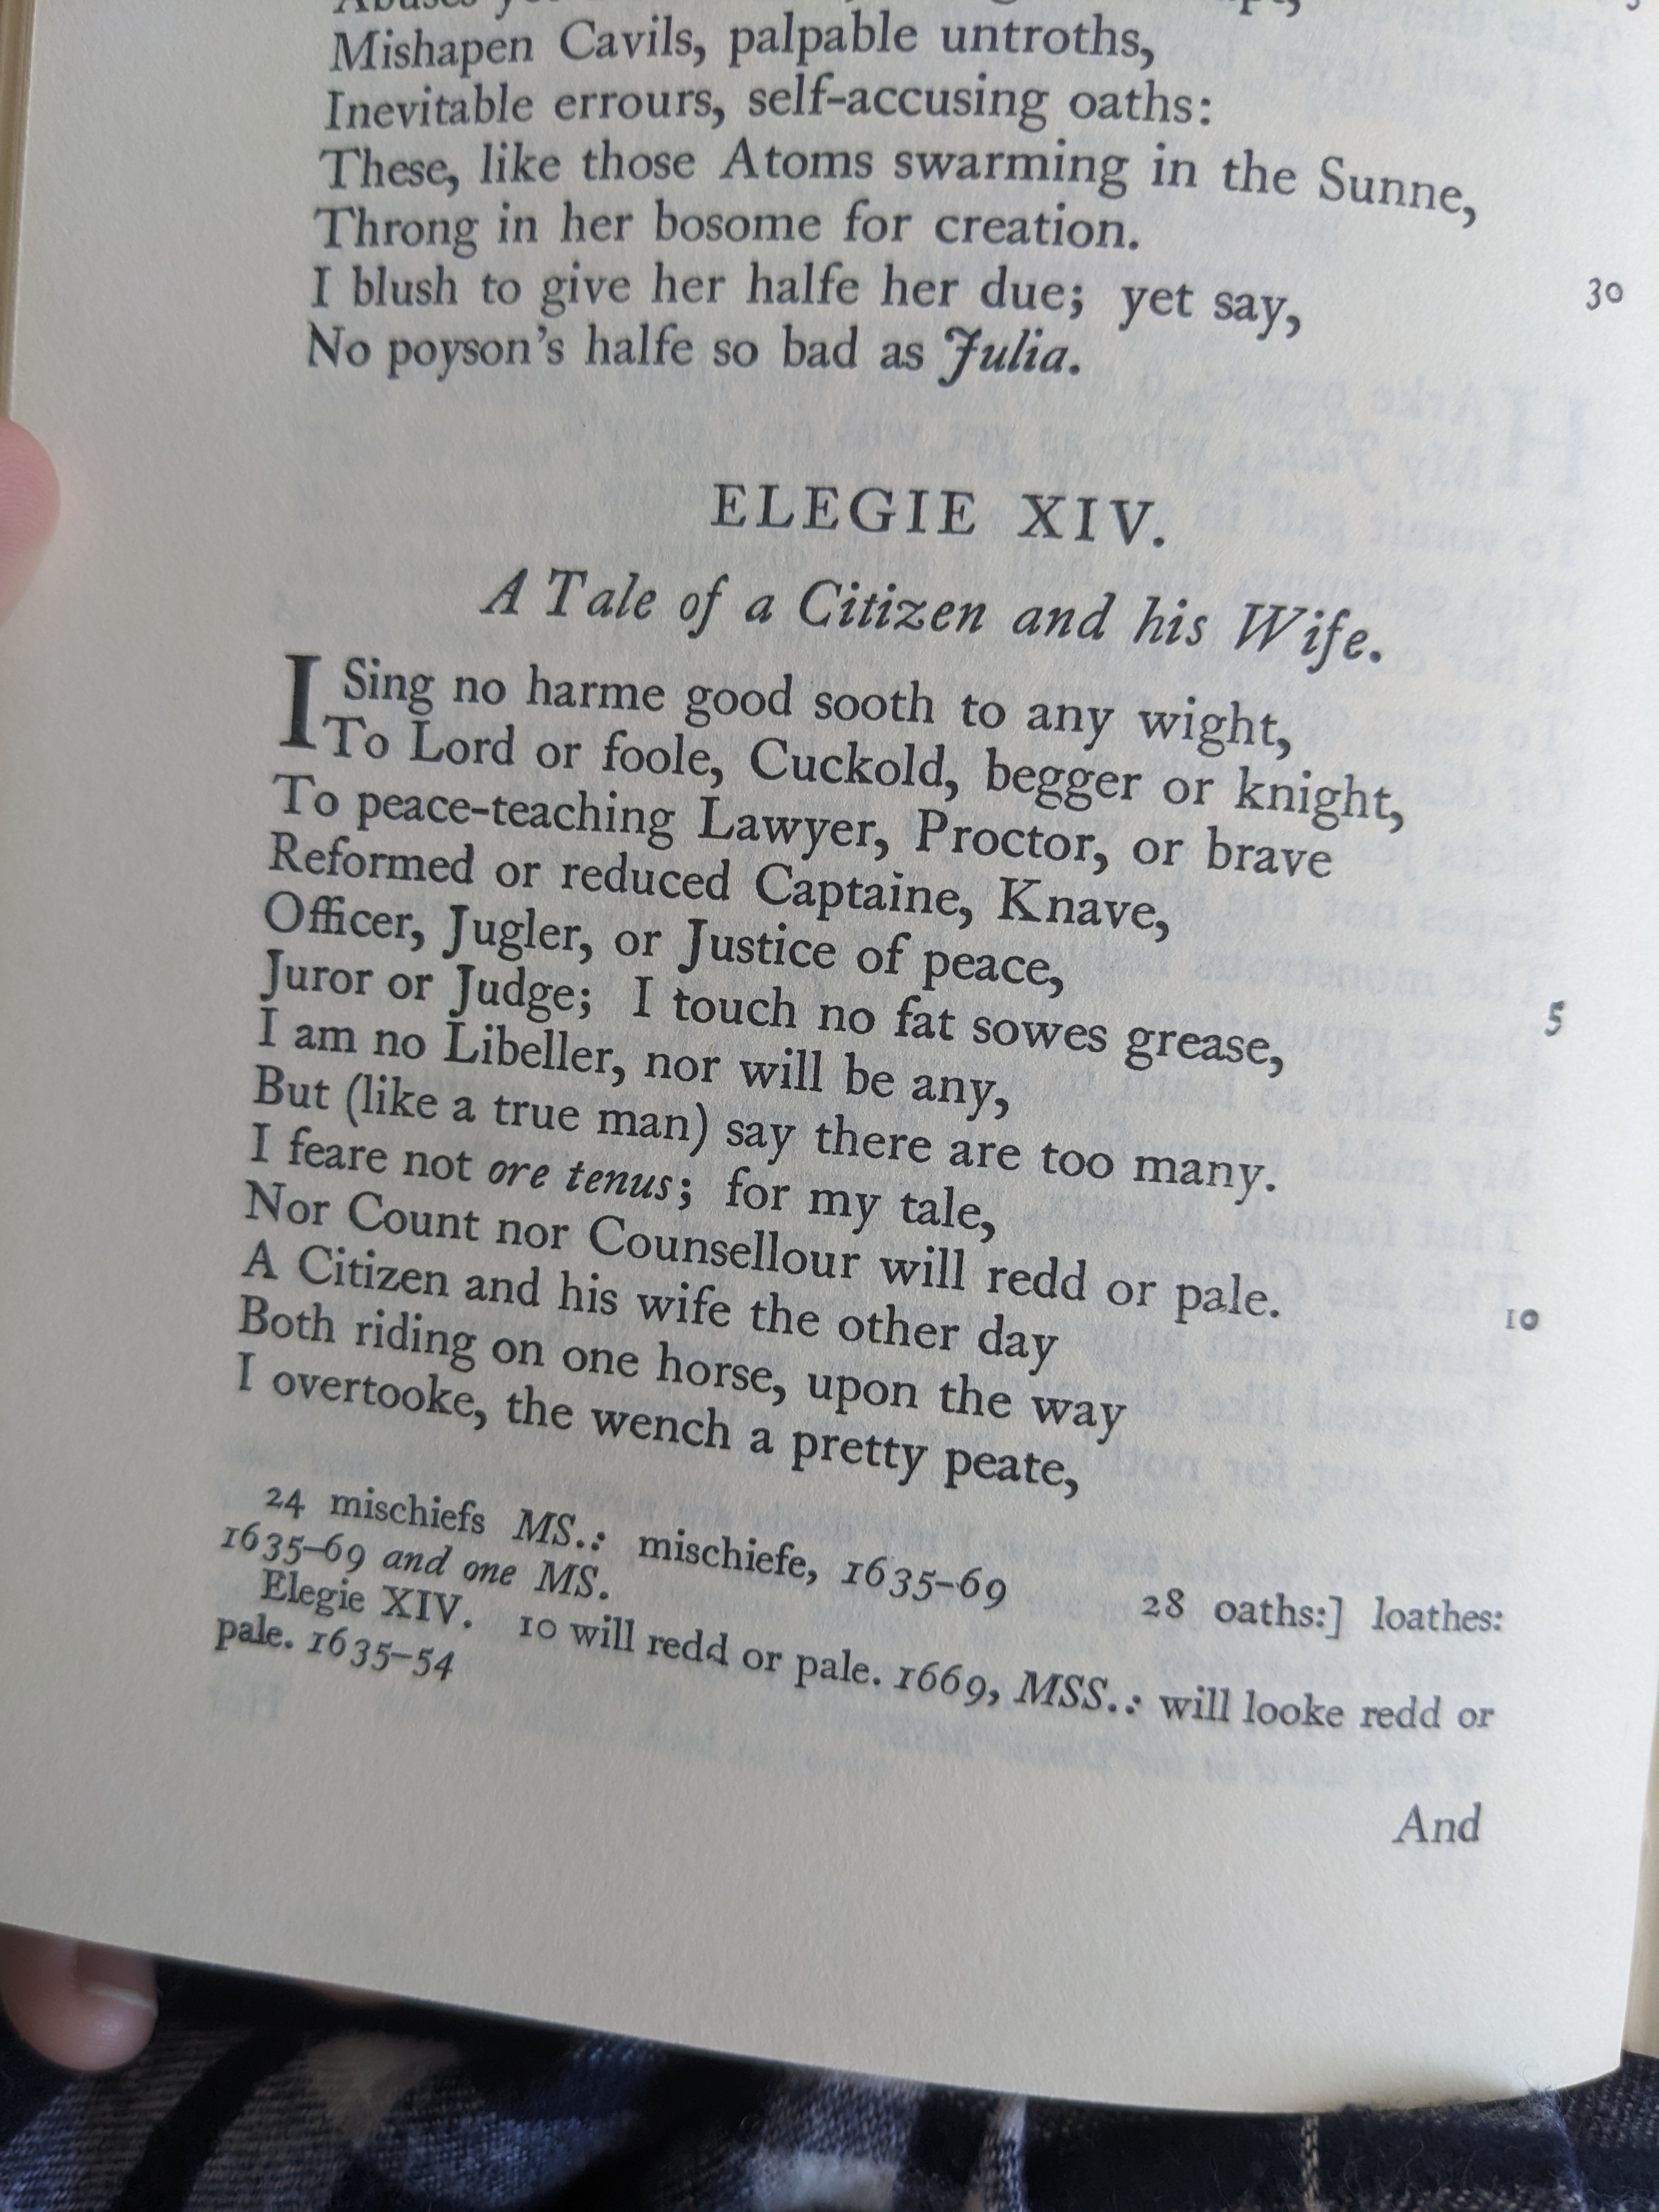 Mishapen Cavils, palpable untroths,
Inevitable errours, self-accusing oaths:
These, like those Atoms swarming in the Sunne,
Throng in her bosome for creation.
I blush to give her halfe her due; yet say, 30
No poyson's halfe so bad as Julia.
ELEGIE XIV.
A Tale of a Citizen and his Wife.
I Sing no harme good sooth to any wight,
To Lord or foole, Cuckold, begger or knight,
To peace-teaching Lawyer, Proctor, or brave
Reformed or reduced Captaine, Knave,
Officer, Jugler, or Justice of peace, 5
Juror or Judge; I touch no fat sowes grease,
I am no Libeller, nor will be any,
But (like a true man) say there are too many.
I feare not ore tenus; for my tale,
Nor Count nor Counsellour will redd or pale. 10
A Citizen and his wife the other day
Both riding on one horse, upon the way
I overtooke, the wench a pretty peate,
24 mischiefs MS.: mischiefe, 1635–69 28 oaths:] loathes:
1635–69 and one MS.
Elegie XIV. 10 will redd or pale. 1669, MSS.: will looke redd or
pale. 1635–54
And